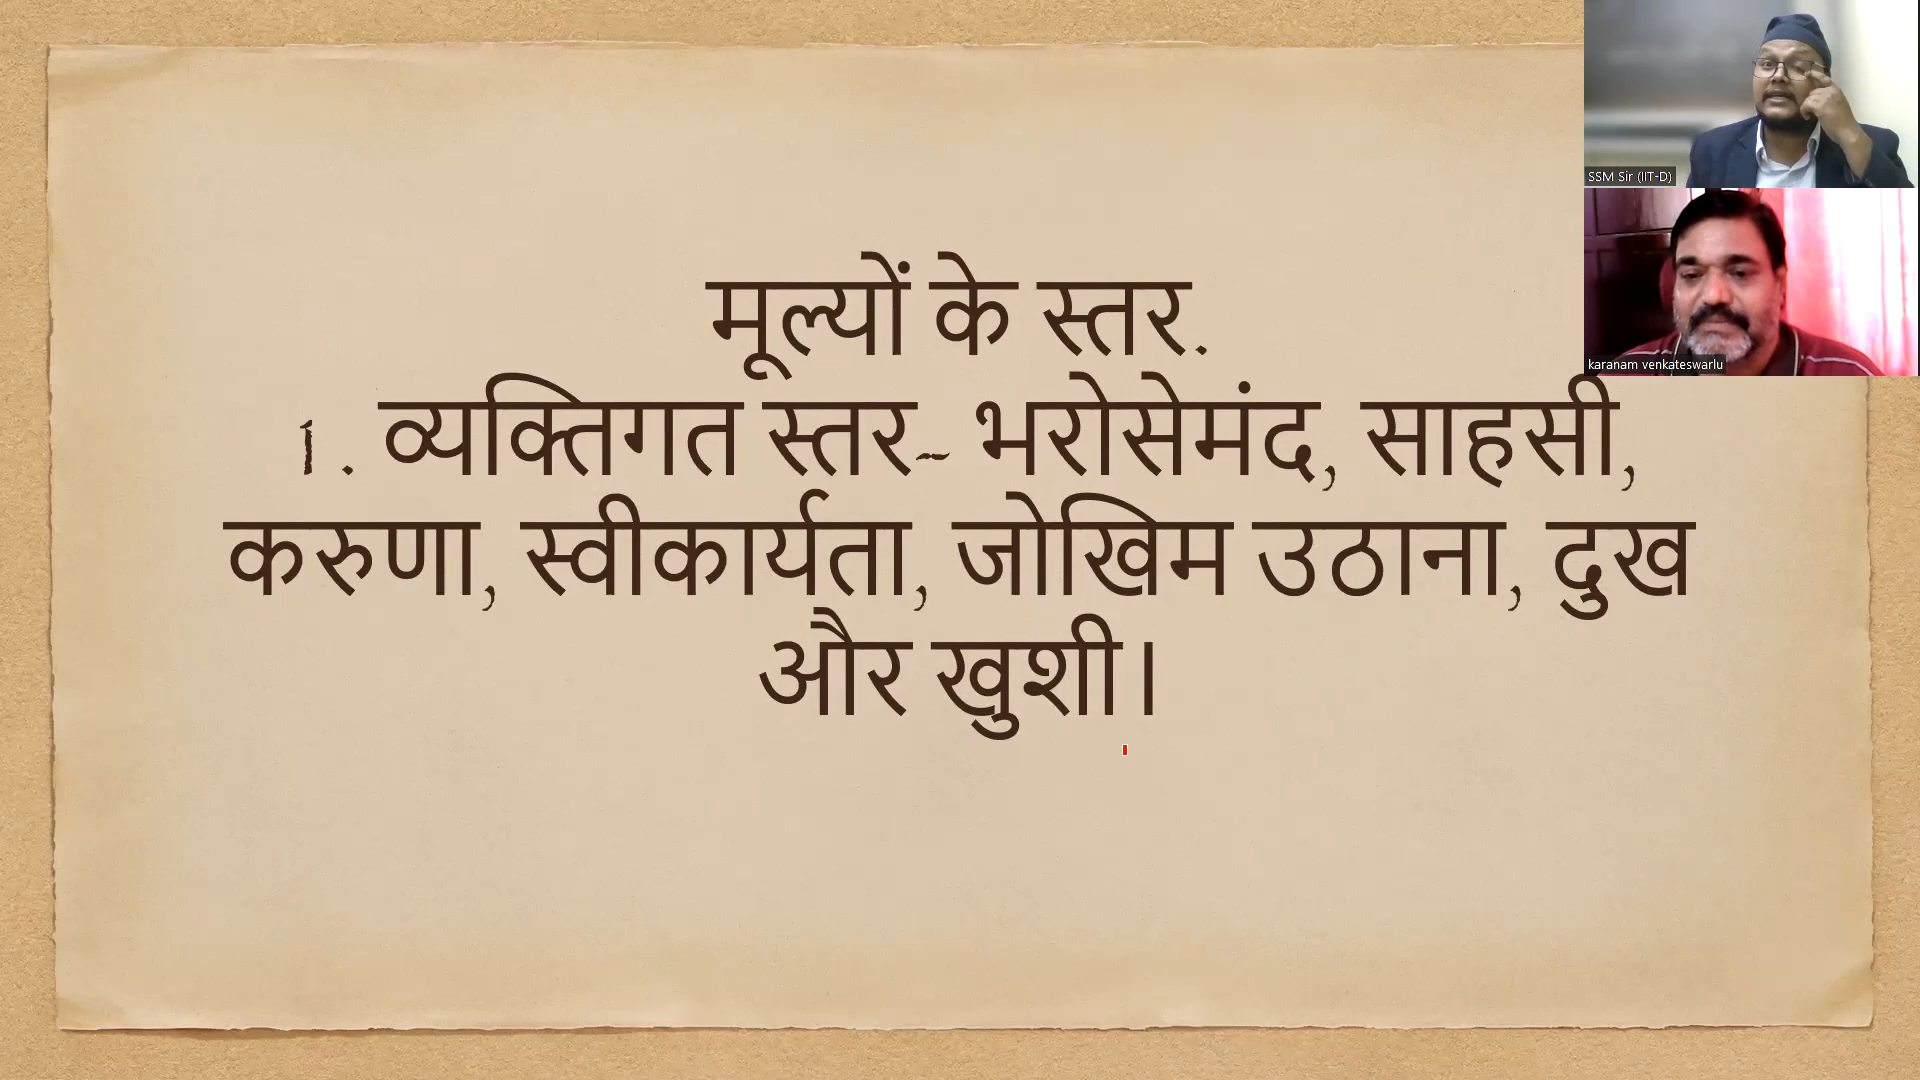 मूल्यों के स्तर.
1. व्यक्तिगत स्तर- भरोसेमंद, साहसी,
करुणा, स्वीकार्यता, जोखिम उठाना, दुख
और खुशी।
SSM Sir (IIT-D)
karanam venkateswarlu